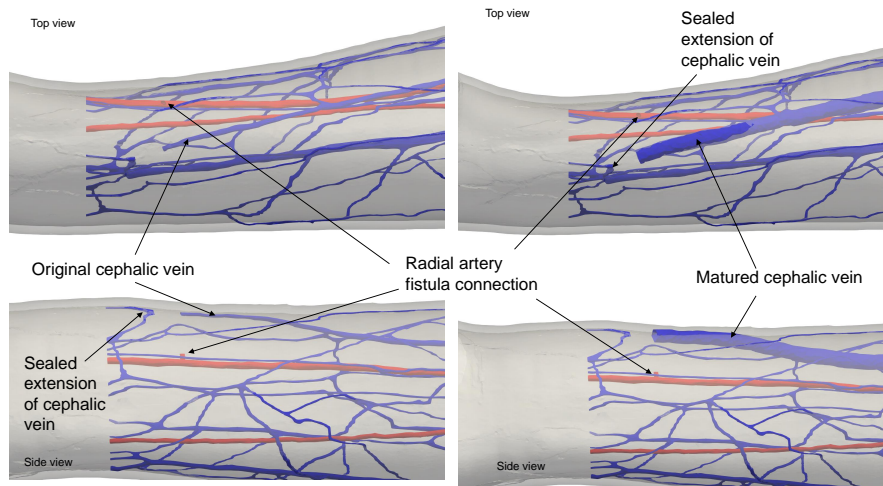 Top view
Top view
Sealed
extension of
cephalic vein
Original cephalic vein
Radial artery
fistula connection
Matured cephalic vein
Sealed
extension
of cephalic
vein
Side view
Side view